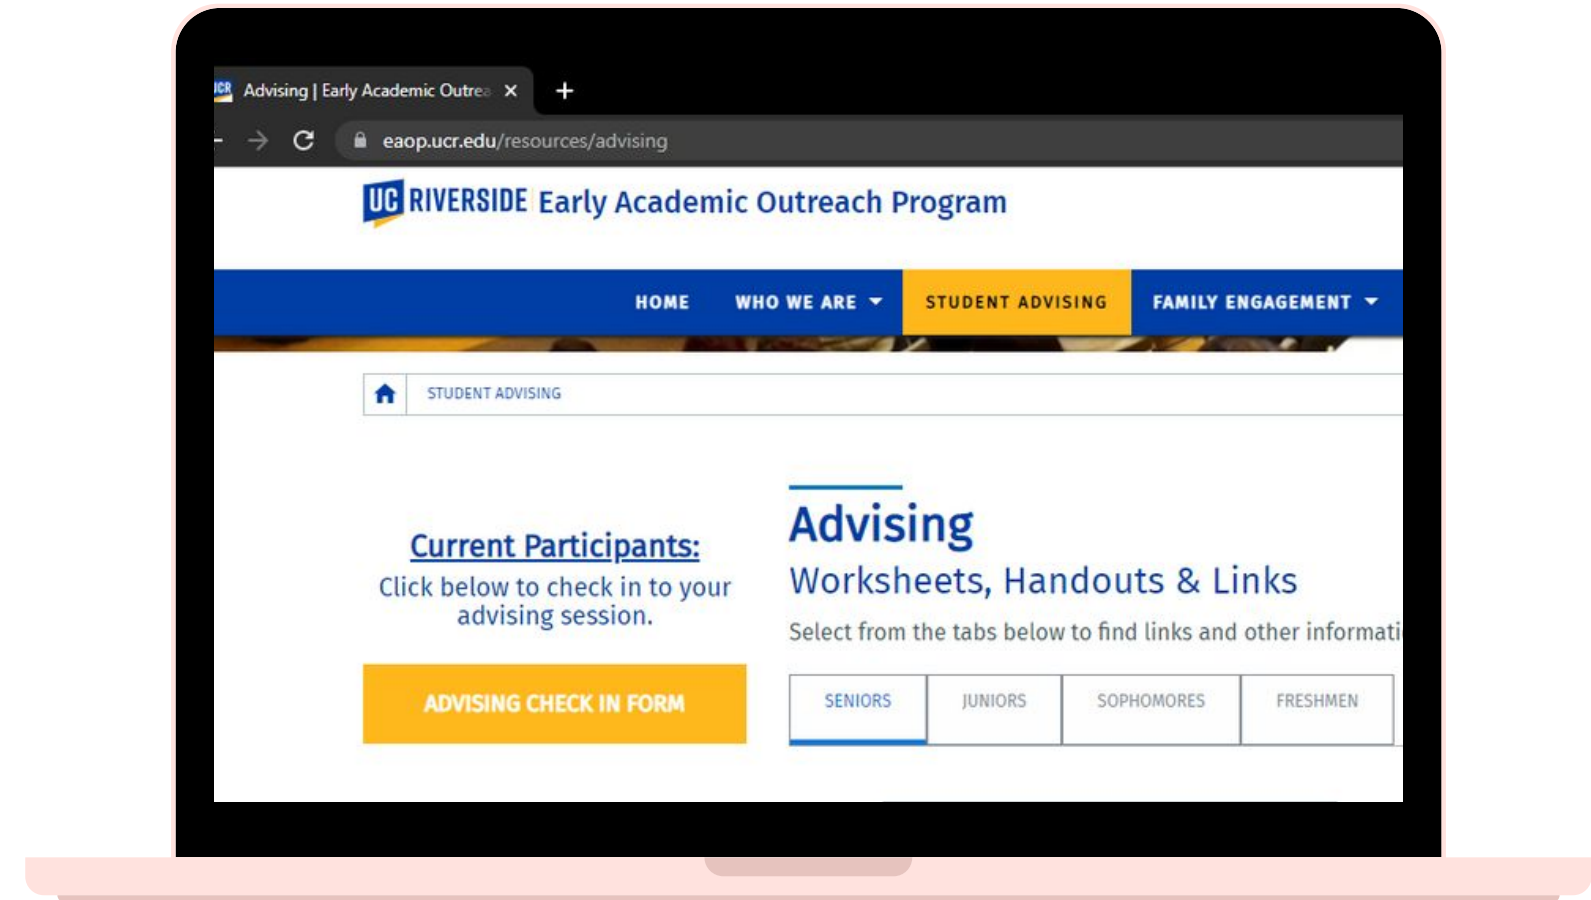 UCR Advising | Early Academic Outrea
eaop.ucr.edu/resources/advising
UC RIVERSIDE Early Academic Outreach Program
HOME WHO WE ARE STUDENT ADVISING FAMILY ENGAGEMENT
STUDENT ADVISING
Current Participants:
Click below to check in to your
advising session.
ADVISING CHECK IN FORM
Advising
Worksheets, Handouts & Links
Select from the tabs below to find links and other informati
SENIORS JUNIORS SOPHOMORES FRESHMEN